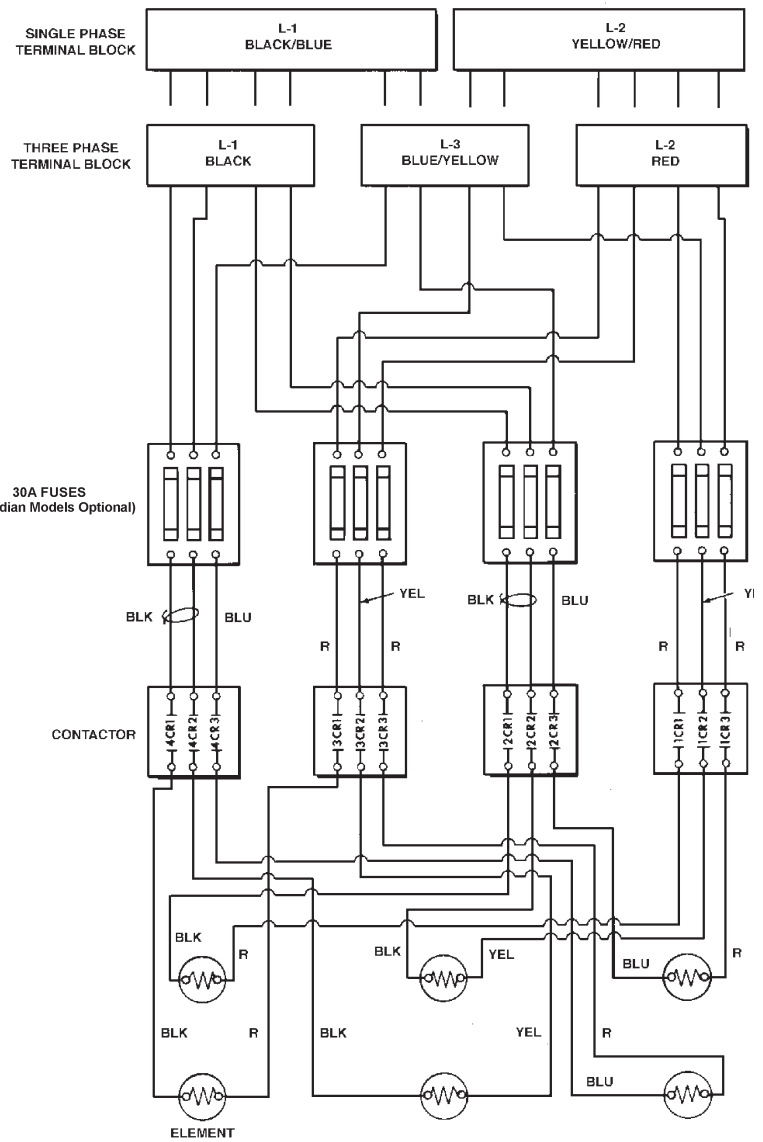 SINGLE PHASE
TERMINAL BLOCK
L-1
BLACK/BLUE
L-2
YELLOW/RED
THREE PHASE
TERMINAL BLOCK
L-1
BLACK
L-3
BLUE/YELLOW
L-2
RED
30A FUSES
dian Models Optional)
BLK
BLU
YEL
R
R
BLK
BLU
YI
R
R
CONTACTOR
4CR1
4CR2
4CR3
3CR1
3CR2
3CR3
2CR1
2CR2
2CR3
1CR1
1CR2
1CR3
BLK
R
BLK
YEL
BLU
R
BLK
R
BLK
YEL
R
BLU
ELEMENT